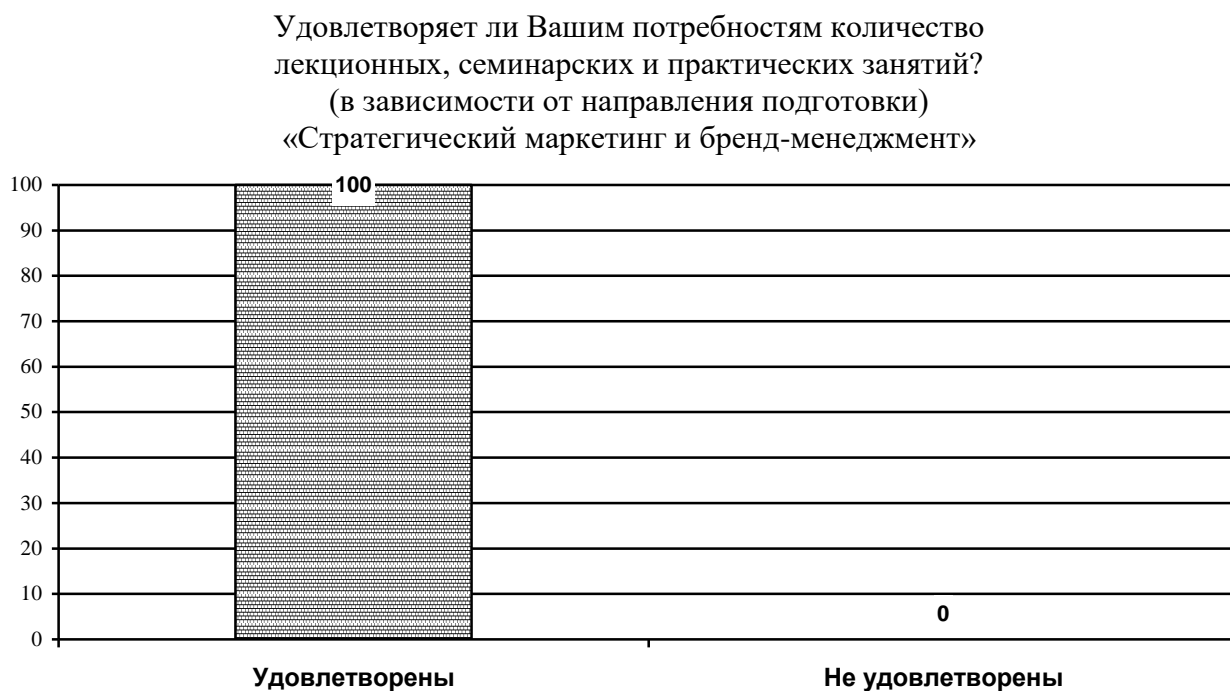 Удовлетворяет ли Вашим потребностям количество
лекционных, семинарских и практических занятий?
(в зависимости от направления подготовки)
«Стратегический маркетинг и бренд-менеджмент»
100
100
90
80
70
60
50
40
30
20
10
0
0
Удовлетворены
Не удовлетворены